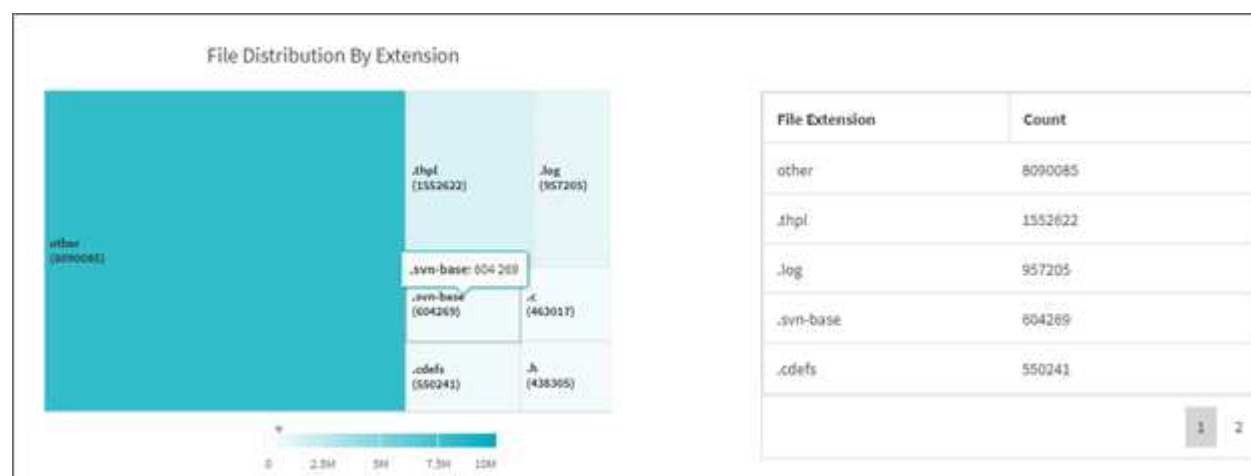 File Distribution By Extension
other
(8090085)
.thpl
(1552622)
.log
(957205)
.svn-base: 604 269
.svn-base
(604269)
.c
(463017)
.cdefs
(550241)
.h
(438305)
0 2.5M 5M 7.5M 10M
File Extension Count
other 8090085
.thpl 1552622
.log 957205
.svn-base 604269
.cdefs 550241
1 2